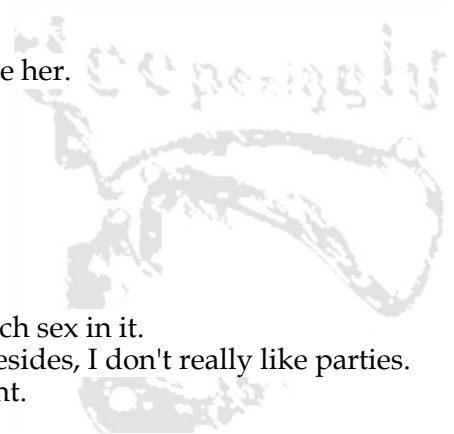 e her.
ch sex in it.
esides, I don't really like parties.
nt.